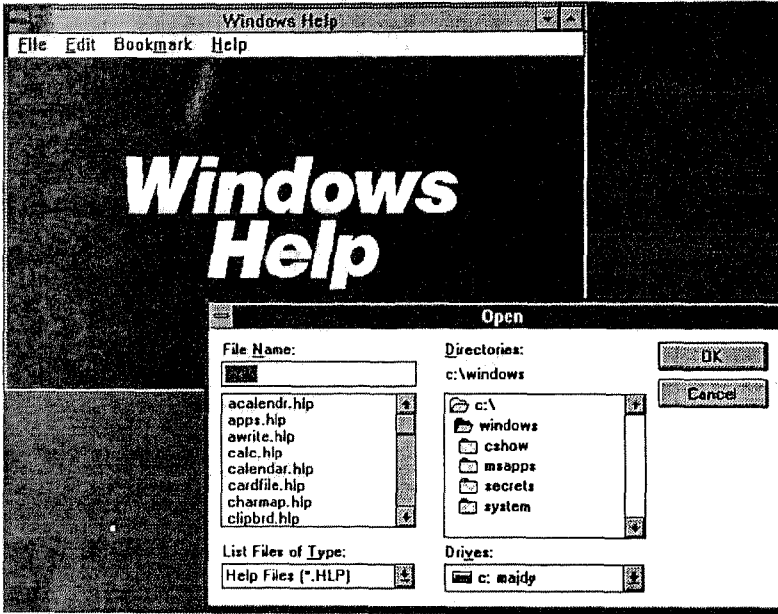 Windows Help
File Edit Bookmark Help
Windows
Help
Open
File Name:
acalendr.hlp
apps.hlp
awrite.hlp
calc.hlp
calendar.hlp
cardfile.hlp
charmap.hlp
clipbrd.hlp
List Files of Type:
Help Files (*.HLP)
Directories:
c:\windows
c:\
windows
cshow
msapps
secrets
system
Drives:
c: majdy
OK
Cancel